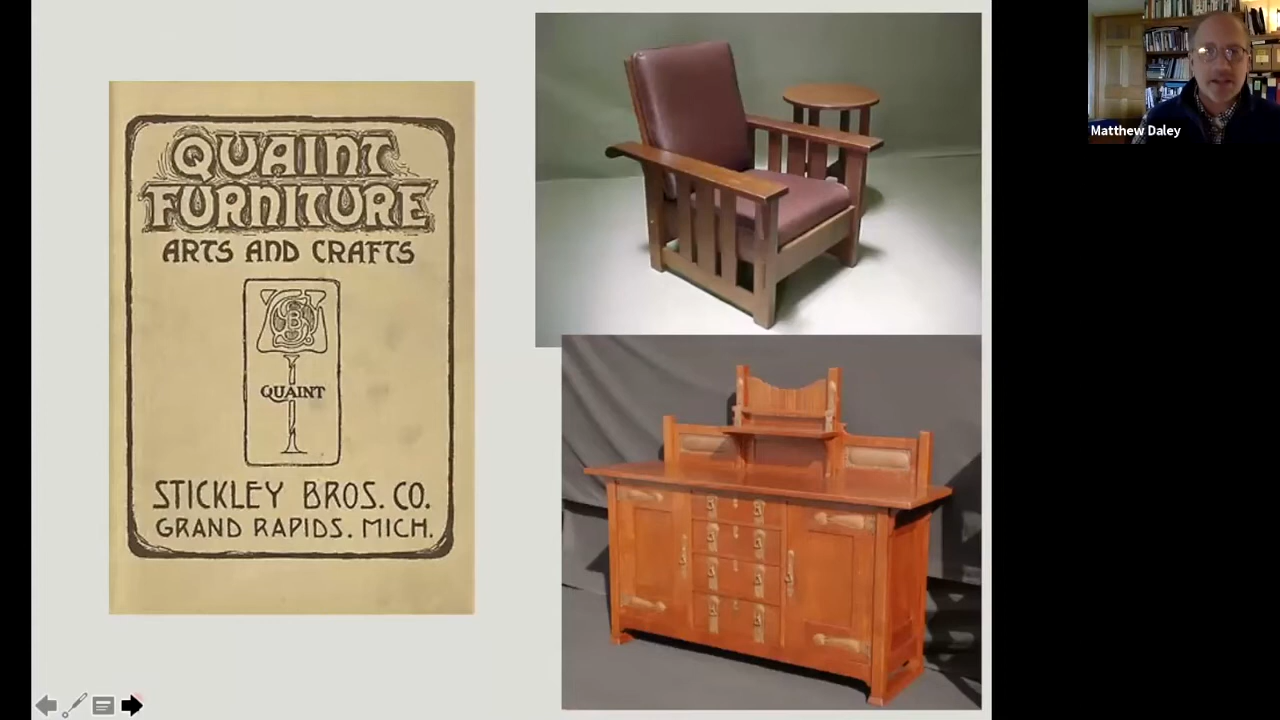 QUAINT
FURNITURE
ARTS AND CRAFTS
QUAINT
STICKLEY BROS. CO.
GRAND RAPIDS. MICH.
Matthew Daley